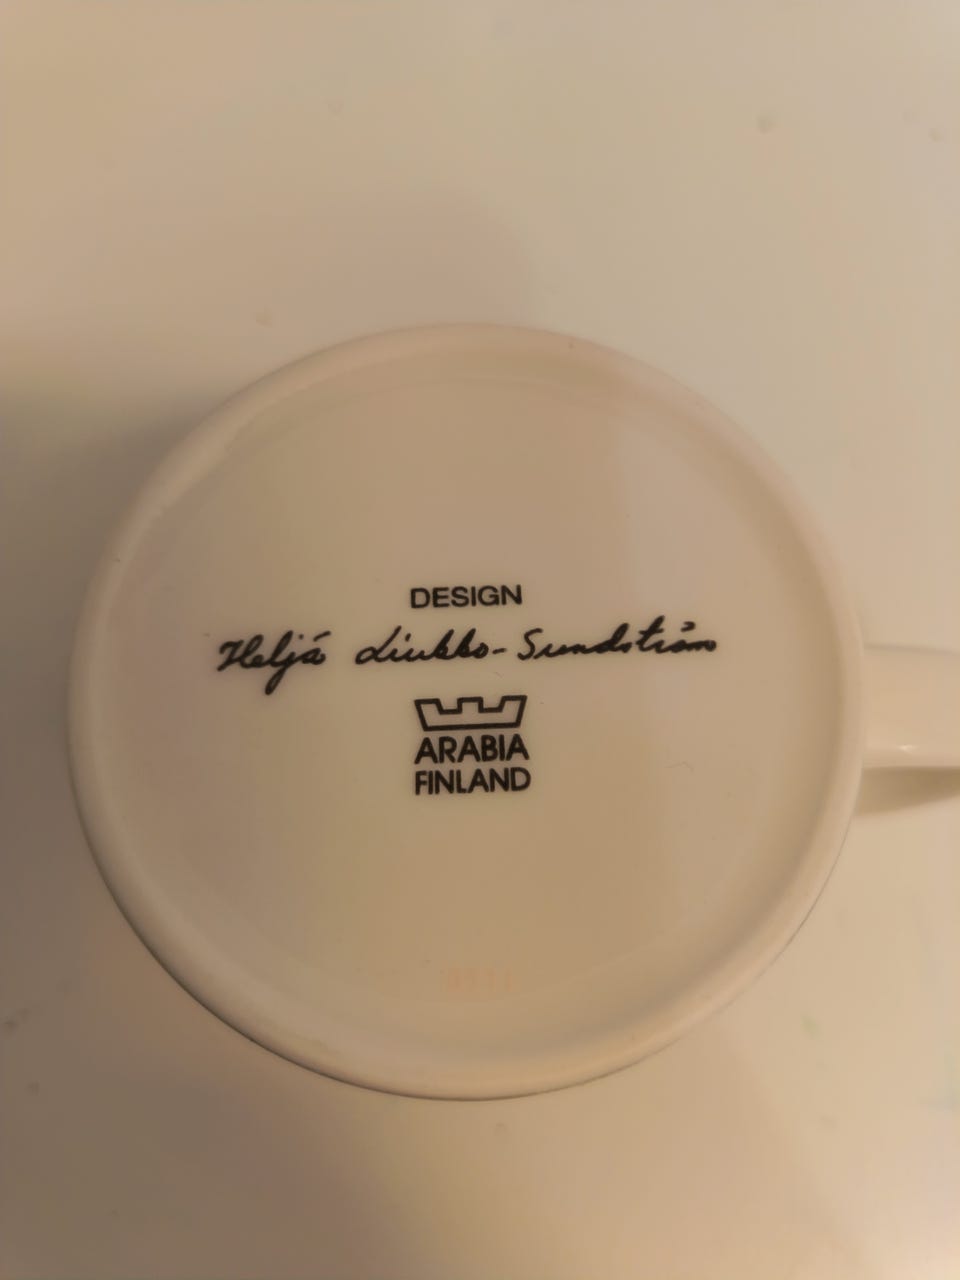 DESIGN
Heljä Liukko-Sundström
ARABIA
FINLAND